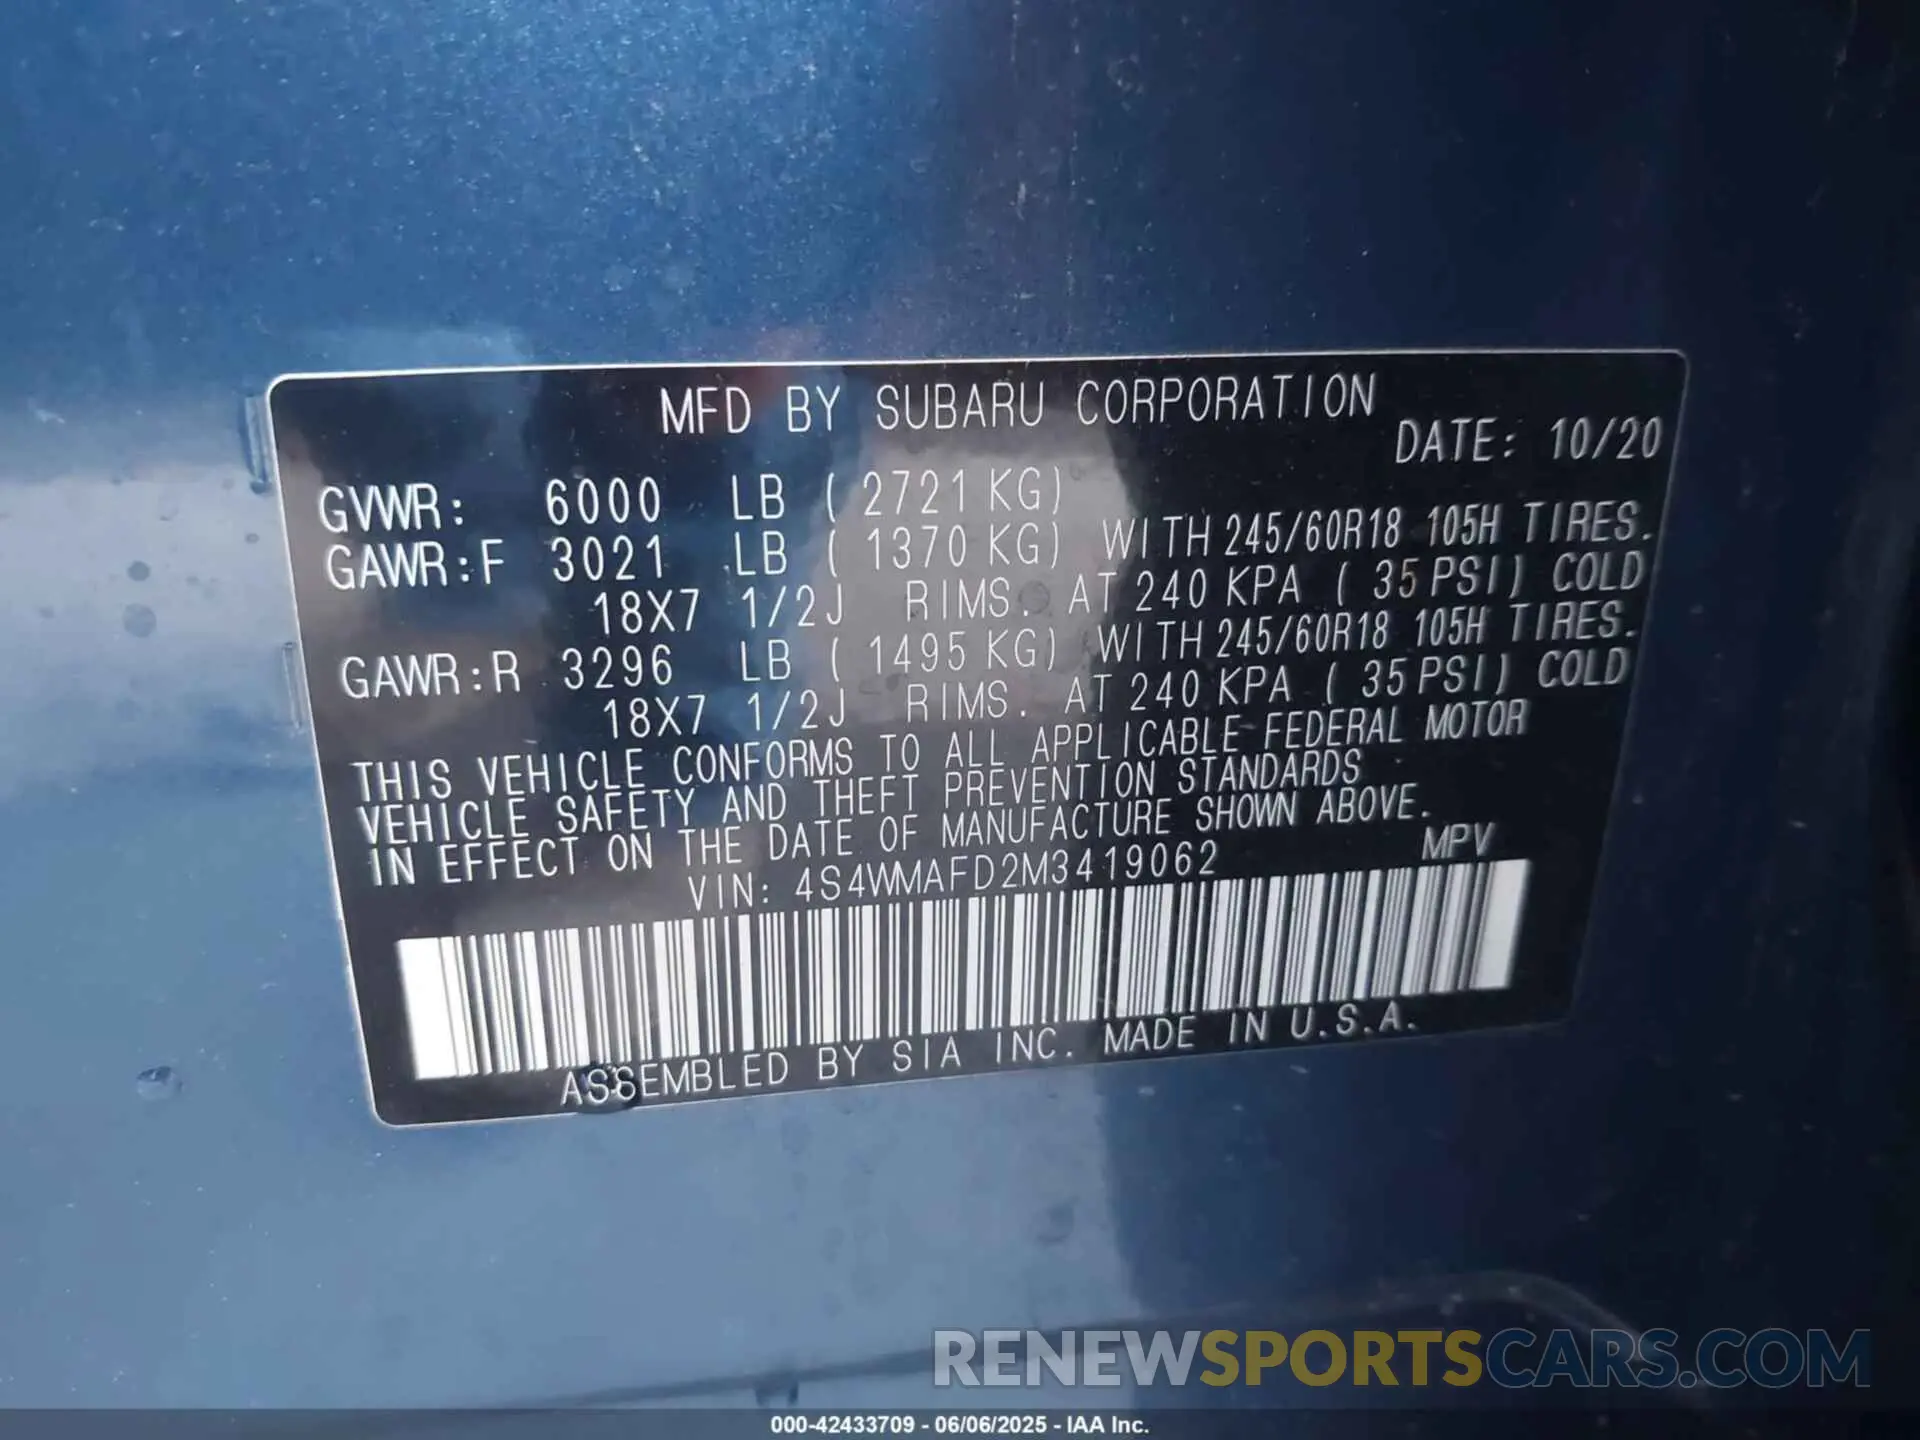 MFD BY SUBARU CORPORATION
DATE: 10/20
GVWR: 6000 LB ( 2721 KG)
GAWR:F 3021 LB ( 1370 KG) WITH 245/60R18 105H TIRES.
18X7 1/2J RIMS. AT 240 KPA ( 35 PSI) COLD
GAWR:R 3296 LB ( 1495 KG) WITH 245/60R18 105H TIRES.
18X7 1/2J RIMS. AT 240 KPA ( 35 PSI) COLD
THIS VEHICLE CONFORMS TO ALL APPLICABLE FEDERAL MOTOR
VEHICLE SAFETY AND THEFT PREVENTION STANDARDS
IN EFFECT ON THE DATE OF MANUFACTURE SHOWN ABOVE.
VIN: 4S4WMAFD2M3419062 MPV
ASSEMBLED BY SIA INC. MADE IN U.S.A.
RENEWSPORTSCARS.COM
000-42433709 - 06/06/2025 - IAA Inc.